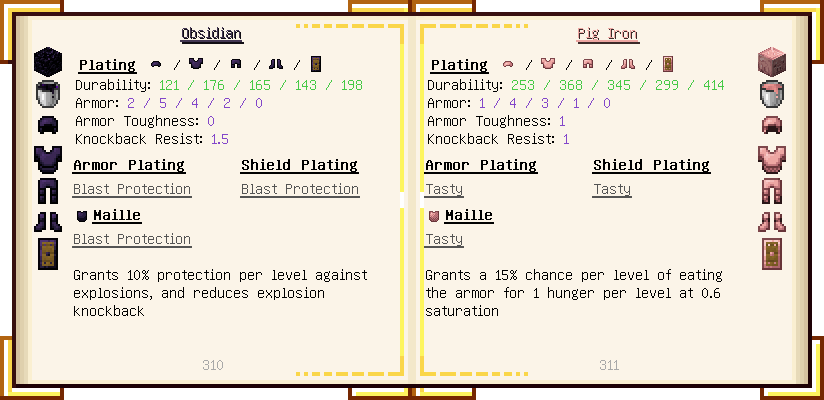 Obsidian
Plating / / / /
Durability: 121 / 176 / 165 / 143 / 198
Armor: 2 / 5 / 4 / 2 / 0
Armor Toughness: 0
Knockback Resist: 1.5
Armor Plating Shield Plating
Blast Protection Blast Protection
Maille
Blast Protection
Grants 10% protection per level against
explosions, and reduces explosion
knockback
310
Pig Iron
Plating / / / /
Durability: 253 / 368 / 345 / 299 / 414
Armor: 1 / 4 / 3 / 1 / 0
Armor Toughness: 1
Knockback Resist: 1
Armor Plating Shield Plating
Tasty Tasty
Maille
Tasty
Grants a 15% chance per level of eating
the armor for 1 hunger per level at 0.6
saturation
311